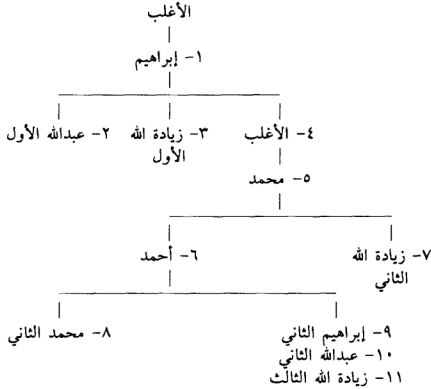 الأغلب
١- إبراهيم
٤- الأغلب
٣- زيادة الله
الأول
٢- عبدالله الأول
٥- محمد
٧- زيادة الله
الثاني
٦- أحمد
٩- إبراهيم الثاني
١٠- عبدالله الثاني
١١- زيادة الله الثالث
٨- محمد الثاني